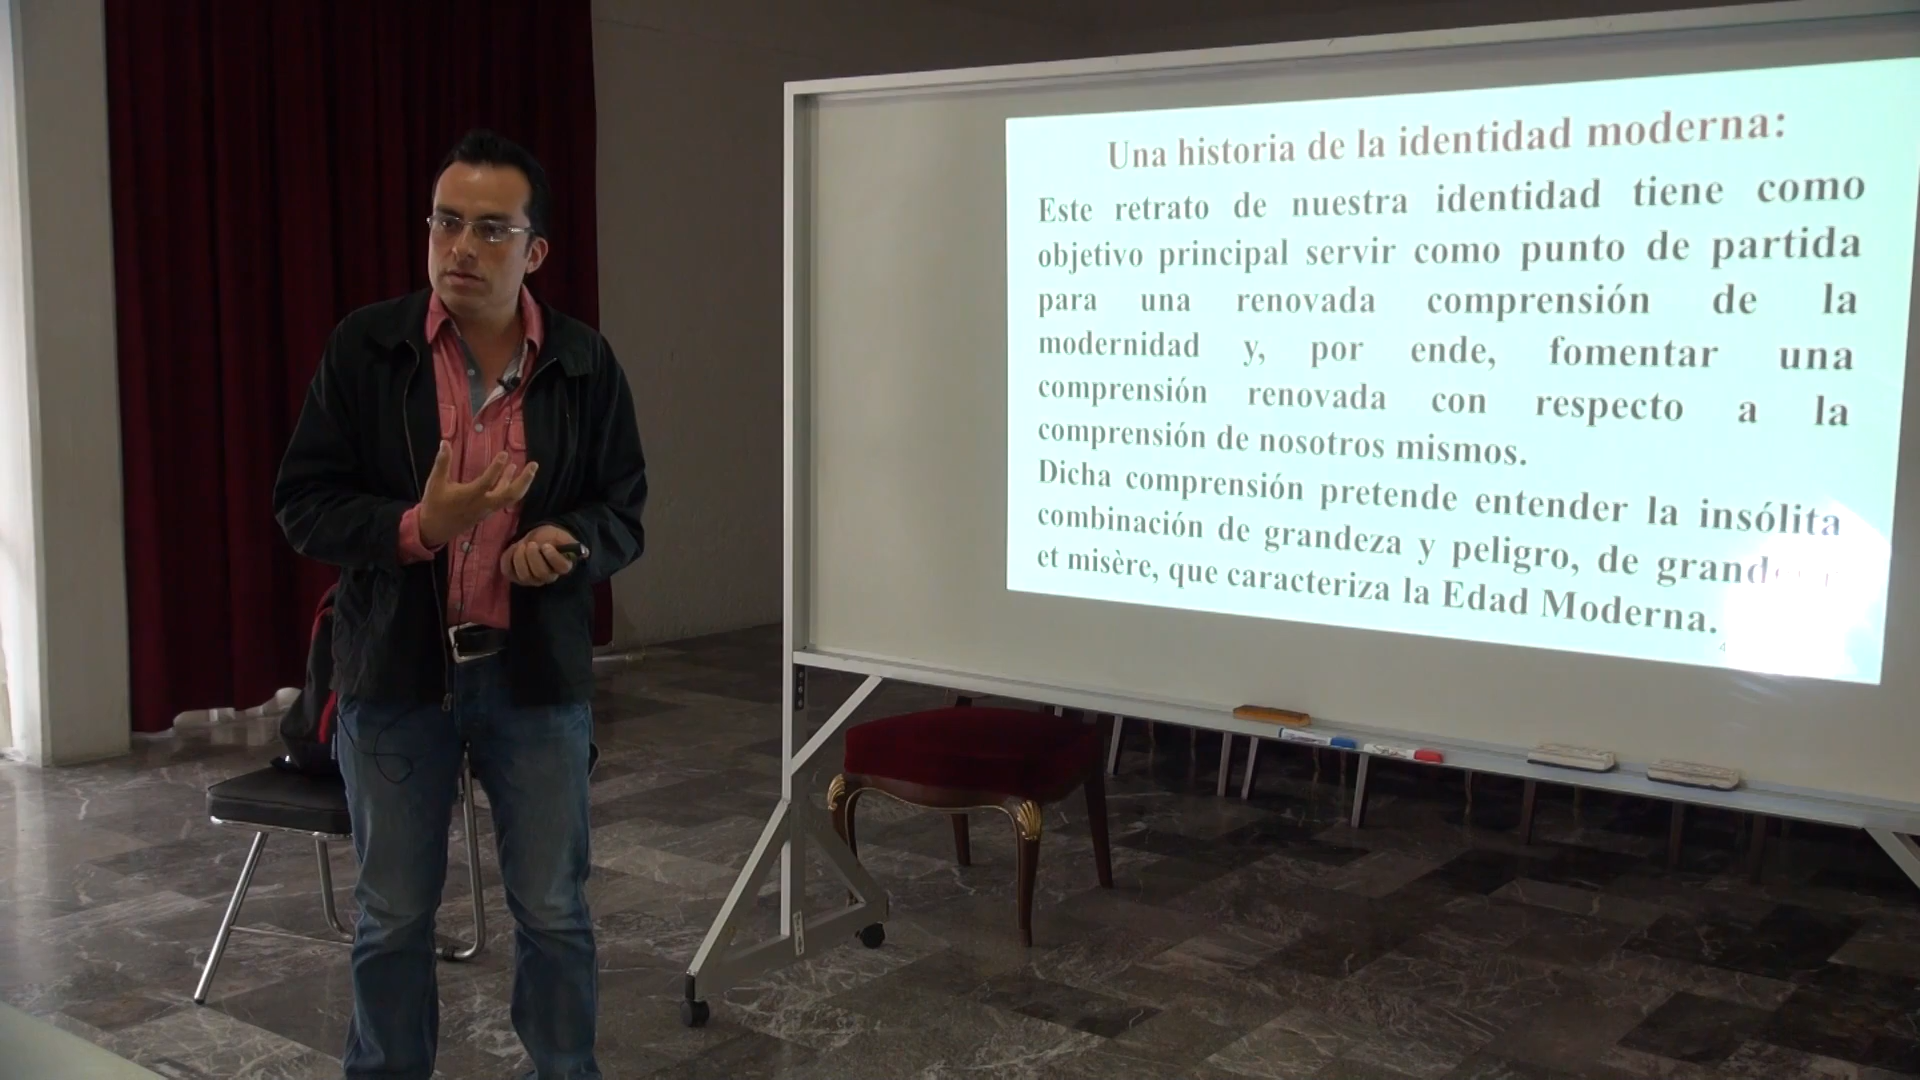 Una historia de la identidad moderna:
Este retrato de nuestra identidad tiene como
objetivo principal servir como punto de partida
para una renovada comprensión de la
modernidad y, por ende, fomentar una
comprensión renovada con respecto a la
comprensión de nosotros mismos.
Dicha comprensión pretende entender la insólita
combinación de grandeza y peligro, de
et misère, que caracteriza la Edad Moderna.
4